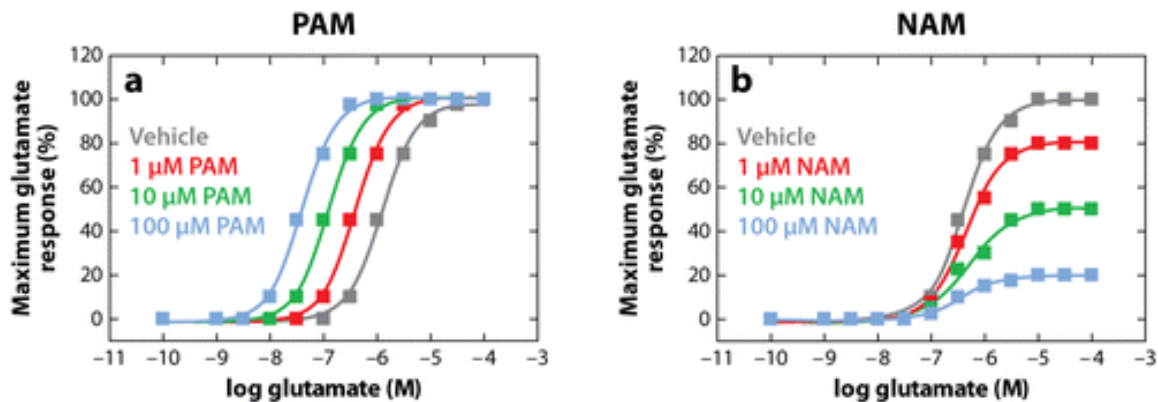 PAM
a
Maximum glutamate
response (%)
120
100
80
60
40
20
0
Vehicle
1 μM PAM
10 μM PAM
100 μM PAM
–11 –10 –9 –8 –7 –6 –5 –4 –3
log glutamate (M)
NAM
b
Maximum glutamate
response (%)
120
100
80
60
40
20
0
Vehicle
1 μM NAM
10 μM NAM
100 μM NAM
–11 –10 –9 –8 –7 –6 –5 –4 –3
log glutamate (M)